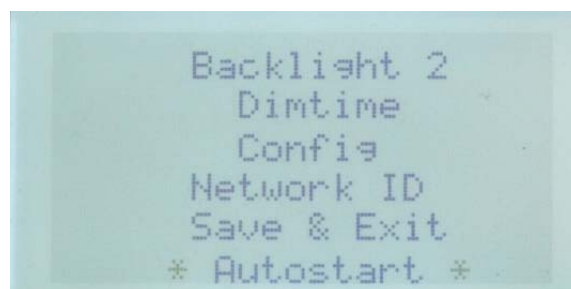 Backlight 2
Dimtime
Config
Network ID
Save & Exit
* Autostart *